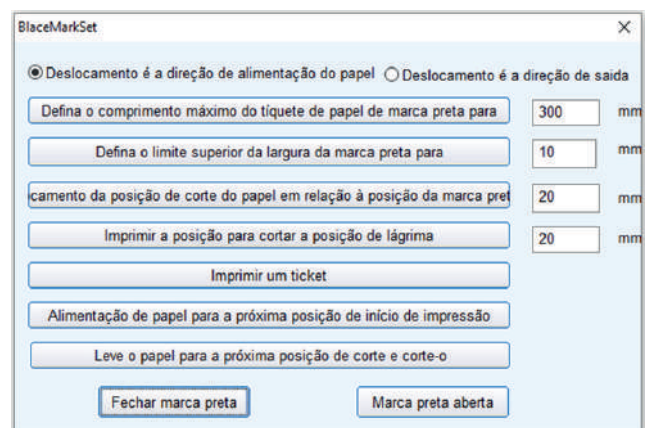 BlaceMarkSet
Deslocamento é a direção de alimentação do papel Deslocamento é a direção de saida
Defina o comprimento máximo do tíquete de papel de marca preta para 300 mm
Defina o limite superior da largura da marca preta para 10 mm
camento da posição de corte do papel em relação à posição da marca pret 20 mm
Imprimir a posição para cortar a posição de lágrima 20 mm
Imprimir um ticket
Alimentação de papel para a próxima posição de início de impressão
Leve o papel para a próxima posição de corte e corte-o
Fechar marca preta Marca preta aberta